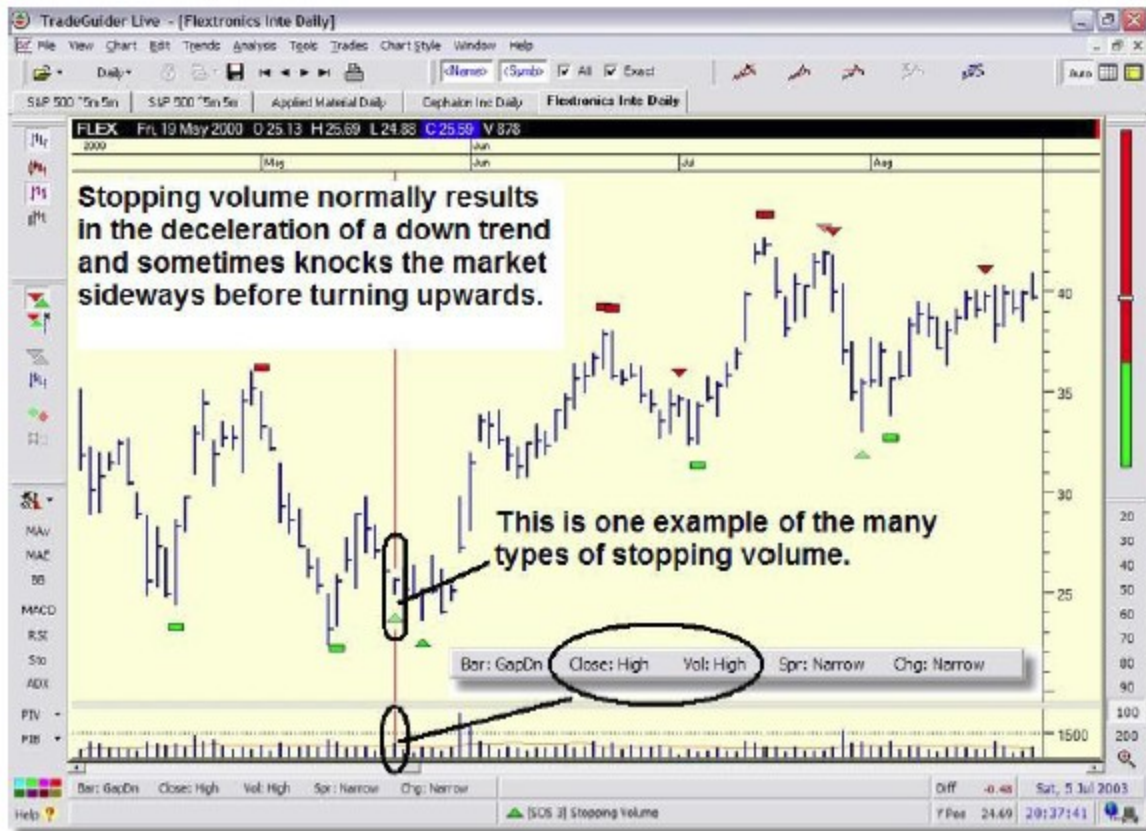 TradeGuider Live - [Flextronics Inte Daily]
File View Chart Edit Trends Analysis Tools Trades Chart Style Window Help
Daily <Name> <Symb> All Exact Auto
S&P 500 ^5m 5m S&P 500 ^5m 5m Applied Material Daily Cephalon Inc Daily Flextronics Inte Daily
FLEX Fri, 19 May 2000 O 25.13 H 25.69 L 24.88 C 25.59 V 878
2000 Jun
May Jun Jul Aug
Stopping volume normally results
in the deceleration of a down trend
and sometimes knocks the market
sideways before turning upwards.
40
35
30
This is one example of the many
types of stopping volume.
25
Bar: GapDn Close: High Vol: High Spr: Narrow Chg: Narrow
1500
MAv
MAE
BB
MACD
RSI
Sto
ADX
PTV
PIB
20
30
40
50
60
70
80
90
100
200
Bar: GapDn Close: High Vol: High Spr: Narrow Chg: Narrow Diff -0.48 Sat, 5 Jul 2003
Help ? [SOS 3] Stopping Volume Y Pos 24.69 20:37:41